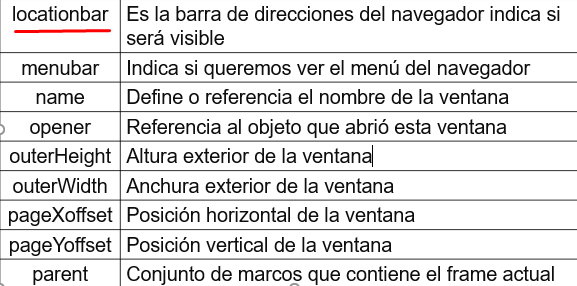 locationbar Es la barra de direcciones del navegador indica si
será visible
menubar Indica si queremos ver el menú del navegador
name Define o referencia el nombre de la ventana
opener Referencia al objeto que abrió esta ventana
outerHeight Altura exterior de la ventana
outerWidth Anchura exterior de la ventana
pageXoffset Posición horizontal de la ventana
pageYoffset Posición vertical de la ventana
parent Conjunto de marcos que contiene el frame actual